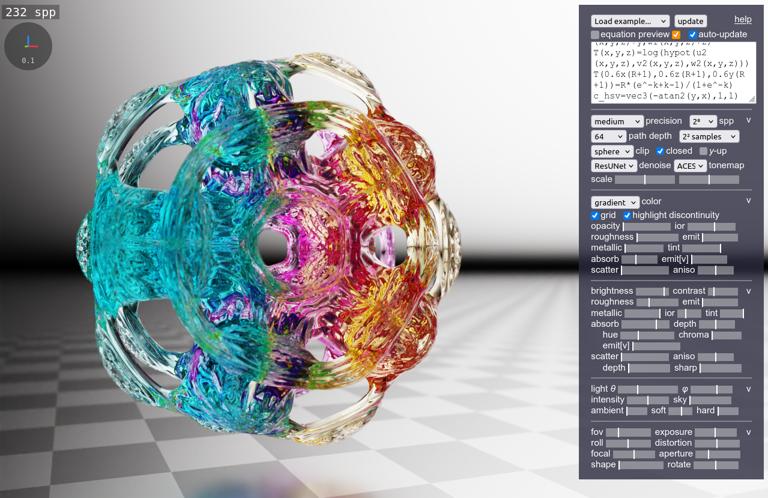 232 spp
0.1
Load example... update help
equation preview auto-update
T(x,y,z)=log(hypot(u2
(x,y,z),v2(x,y,z),w2(x,y,z)))
T(0.6x(R+1),0.6z(R+1),0.6y(R
+1))=R*(e^-k+k-1)/(1+e^-k)
c_hsv=vec3(-atan2(y,x),1,1)
medium precision spp v
64 path depth samples
sphere clip closed y-up
ResUNet denoise ACES tonemap
scale
gradient color v
grid highlight discontinuity
opacity ior
roughness emit
metallic tint
absorb emit[v]
scatter aniso
brightness contrast v
roughness emit
metallic ior tint
absorb depth
hue chroma
emit[v]
scatter aniso
depth sharp
light θ φ v
intensity sky
ambient soft hard
fov exposure v
roll distortion
focal aperture
shape rotate